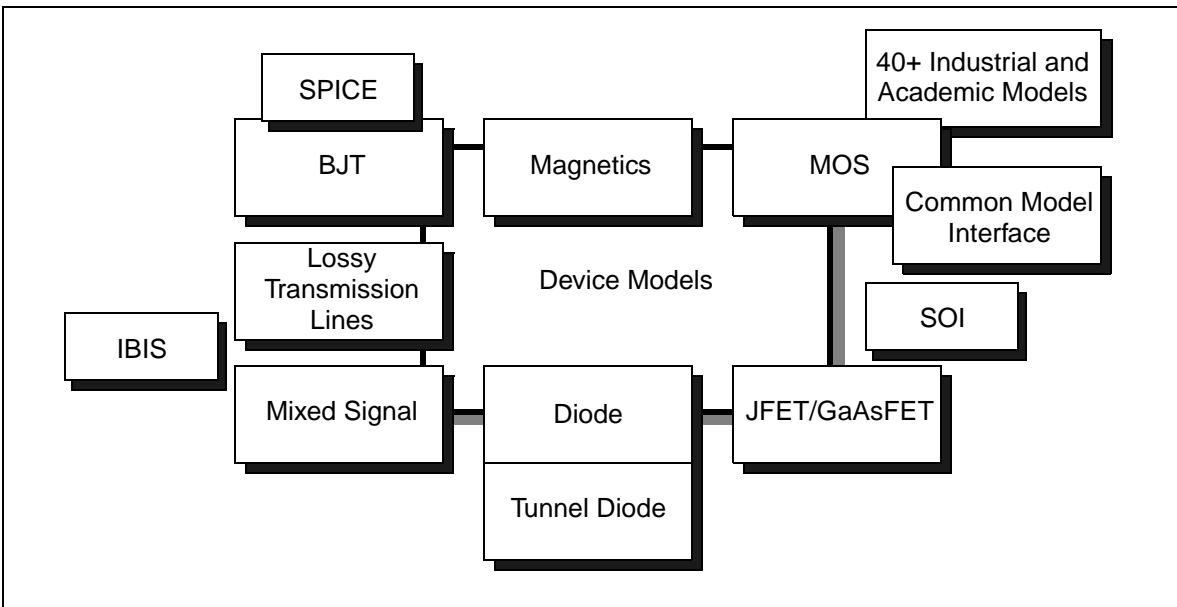 SPICE
40+ Industrial and
Academic Models
BJT
Magnetics
MOS
Common Model
Interface
Lossy
Transmission
Lines
Device Models
SOI
IBIS
Mixed Signal
Diode
JFET/GaAsFET
Tunnel Diode